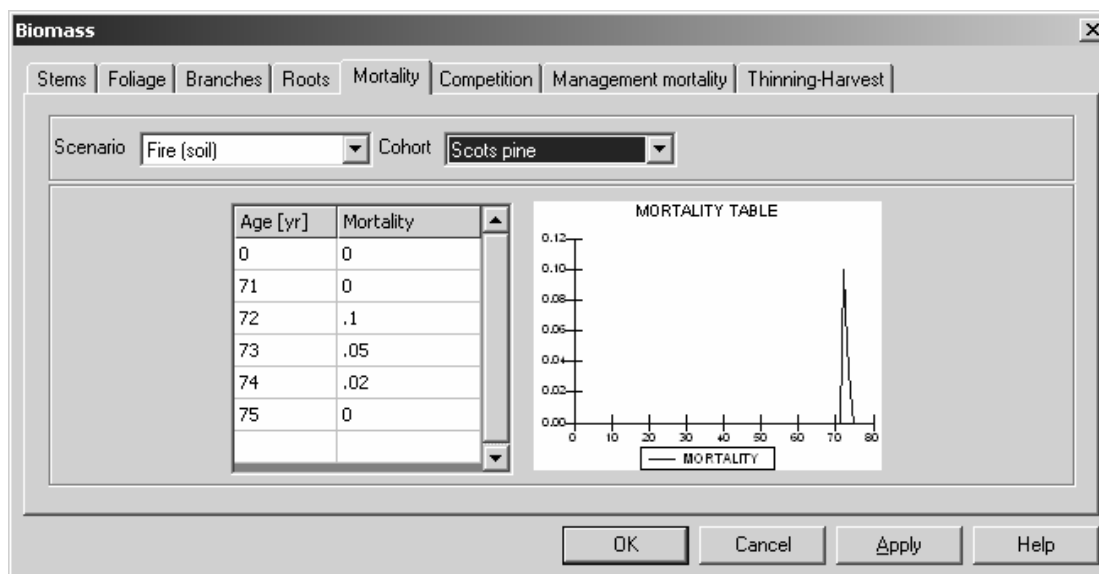 Biomass
Stems Foliage Branches Roots Mortality Competition Management mortality Thinning-Harvest
Scenario Fire (soil) Cohort Scots pine
Age [yr] Mortality
0 0
71 0
72 .1
73 .05
74 .02
75 0
MORTALITY TABLE
0.12
0.10
0.08
0.06
0.04
0.02
0.00
0 10 20 30 40 50 60 70 80
MORTALITY
OK Cancel Apply Help